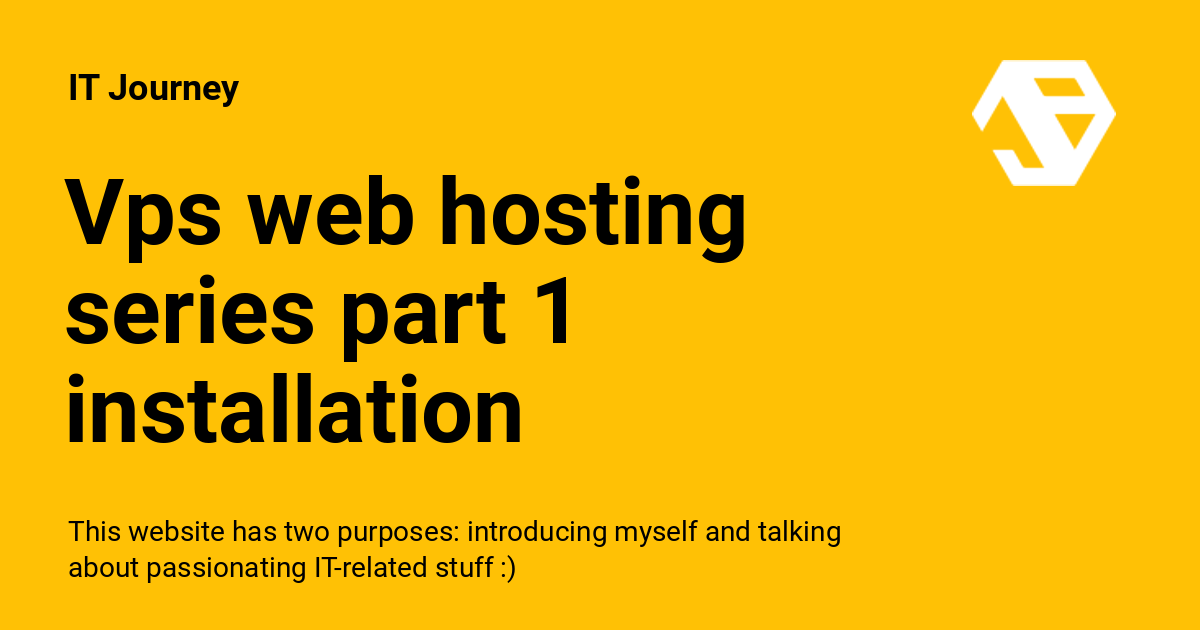 IT Journey
Vps web hosting
series part 1
installation
This website has two purposes: introducing myself and talking
about passionating IT-related stuff :)